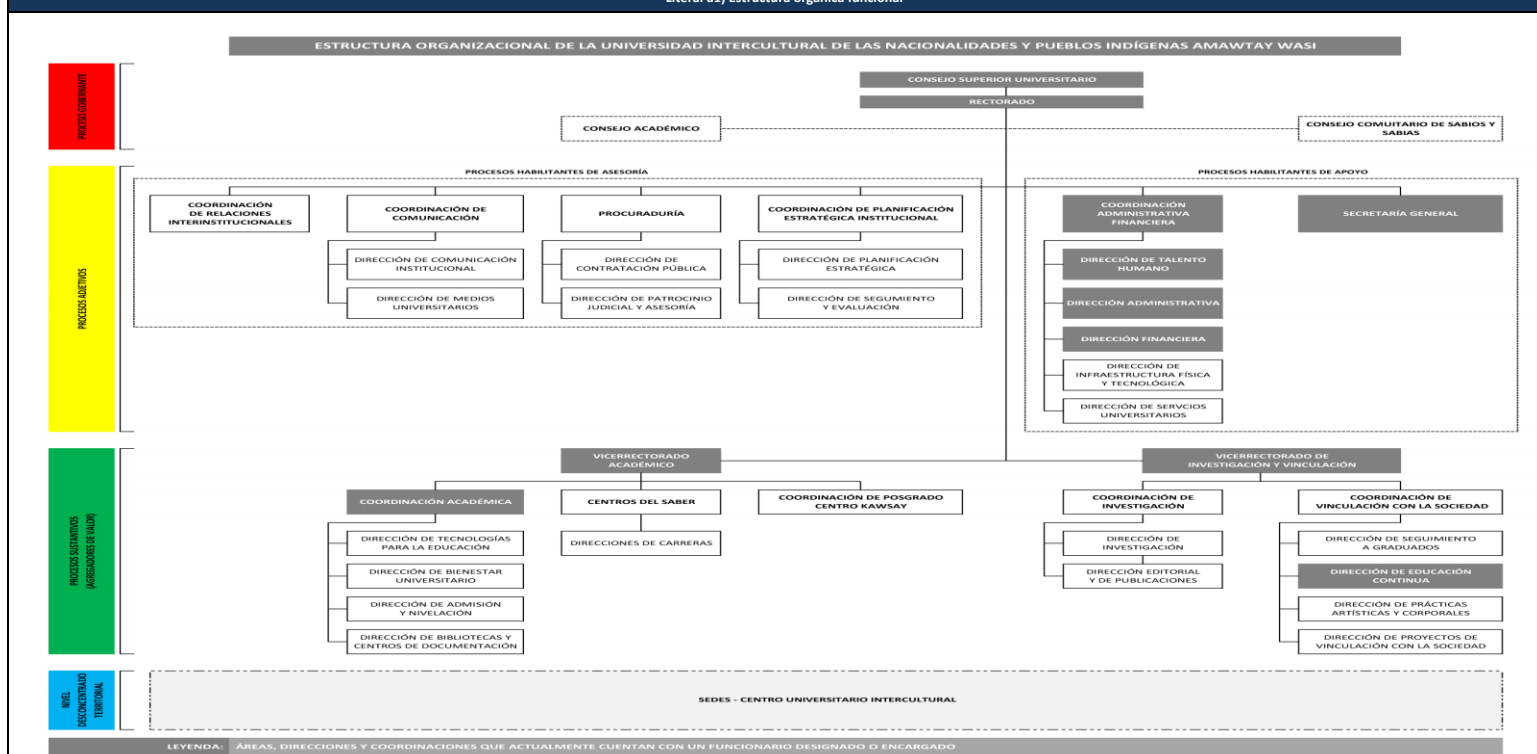 Literal a1) Estructura orgánica funcional
ESTRUCTURA ORGANIZACIONAL DE LA UNIVERSIDAD INTERCULTURAL DE LAS NACIONALIDADES Y PUEBLOS INDÍGENAS AMAWTAY WASI
PROCESO GOBERNANTE
CONSEJO SUPERIOR UNIVERSITARIO
RECTORADO
CONSEJO ACADÉMICO
CONSEJO COMUITARIO DE SABIOS Y
SABIAS
PROCESOS ADJETIVOS
PROCESOS HABILITANTES DE ASESORÍA
COORDINACIÓN
DE RELACIONES
INTERINSTITUCIONALES
COORDINACIÓN DE
COMUNICACIÓN
DIRECCIÓN DE COMUNICACIÓN
INSTITUCIONAL
DIRECCIÓN DE MEDIOS
UNIVERSITARIOS
PROCURADURÍA
DIRECCIÓN DE
CONTRATACIÓN PÚBLICA
DIRECCIÓN DE PATROCINIO
JUDICIAL Y ASESORÍA
COORDINACIÓN DE PLANIFICACIÓN
ESTRATÉGICA INSTITUCIONAL
DIRECCIÓN DE PLANIFICACIÓN
ESTRATÉGICA
DIRECCIÓN DE SEGUMIENTO
Y EVALUACIÓN
PROCESOS HABILITANTES DE APOYO
COORDINACIÓN
ADMINISTRATIVA
FINANCIERA
DIRECCIÓN DE TALENTO
HUMANO
DIRECCIÓN ADMINISTRATIVA
DIRECCIÓN FINANCIERA
DIRECCIÓN DE
INFRAESTRUCTURA FÍSICA
Y TECNOLÓGICA
DIRECCIÓN DE SERVCIOS
UNIVERSITARIOS
SECRETARÍA GENERAL
PROCESOS SUSTANTIVOS
(AGREGADORES DE VALOR)
VICERRECTORADO
ACADÉMICO
COORDINACIÓN ACADÉMICA
DIRECCIÓN DE TECNOLOGÍAS
PARA LA EDUCACIÓN
DIRECCIÓN DE BIENESTAR
UNIVERSITARIO
DIRECCIÓN DE ADMISIÓN
Y NIVELACIÓN
DIRECCIÓN DE BIBLIOTECAS Y
CENTROS DE DOCUMENTACIÓN
CENTROS DEL SABER
DIRECCIONES DE CARRERAS
COORDINACIÓN DE POSGRADO
CENTRO KAWSAY
VICERRECTORADO DE
INVESTIGACIÓN Y VINCULACIÓN
COORDINACIÓN DE
INVESTIGACIÓN
DIRECCIÓN DE
INVESTIGACIÓN
DIRECCIÓN EDITORIAL
Y DE PUBLICACIONES
COORDINACIÓN DE
VINCULACIÓN CON LA SOCIEDAD
DIRECCIÓN DE SEGUIMIENTO
A GRADUADOS
DIRECCIÓN DE EDUCACIÓN
CONTINUA
DIRECCIÓN DE PRÁCTICAS
ARTÍSTICAS Y CORPORALES
DIRECCIÓN DE PROYECTOS DE
VINCULACIÓN CON LA SOCIEDAD
NIVEL
DESCONCENTRADO
TERRITORIAL
SEDES - CENTRO UNIVERSITARIO INTERCULTURAL
LEYENDA: ÁREAS, DIRECCIONES Y COORDINACIONES QUE ACTUALMENTE CUENTAN CON UN FUNCIONARIO DESIGNADO O ENCARGADO